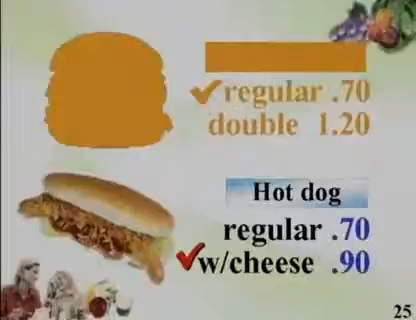 regular .70
double 1.20
Hot dog
regular .70
w/cheese .90
25